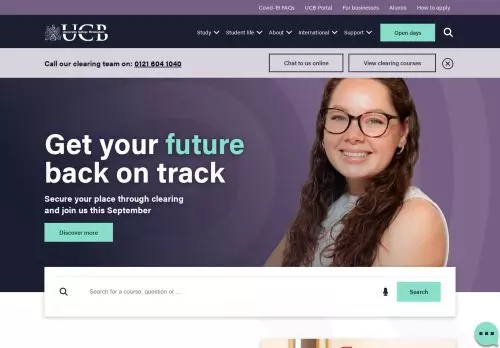 Covid-19 FAQs UCB Portal For businesses Alumni How to apply
UCB
University College Birmingham
Study Student life About International Support Open days
Call our clearing team on: 0121 604 1040
Chat to us online
View clearing courses
Get your future
back on track
Secure your place through clearing
and join us this September
Discover more
Search for a course, question or ...
Search